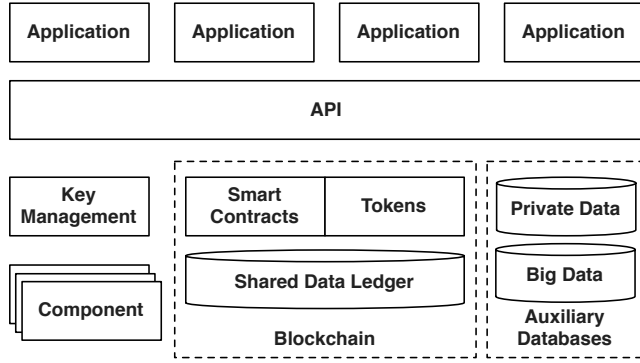 Application
Application
Application
Application
API
Key
Management
Component
Smart
Contracts
Tokens
Shared Data Ledger
Blockchain
Private Data
Big Data
Auxiliary
Databases